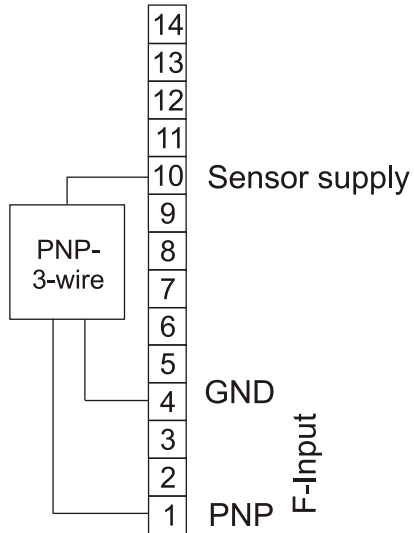 14
13
12
11
10 Sensor supply
9
PNP-
3-wire
8
7
6
5
4 GND
3
2
1 PNP
F-Input